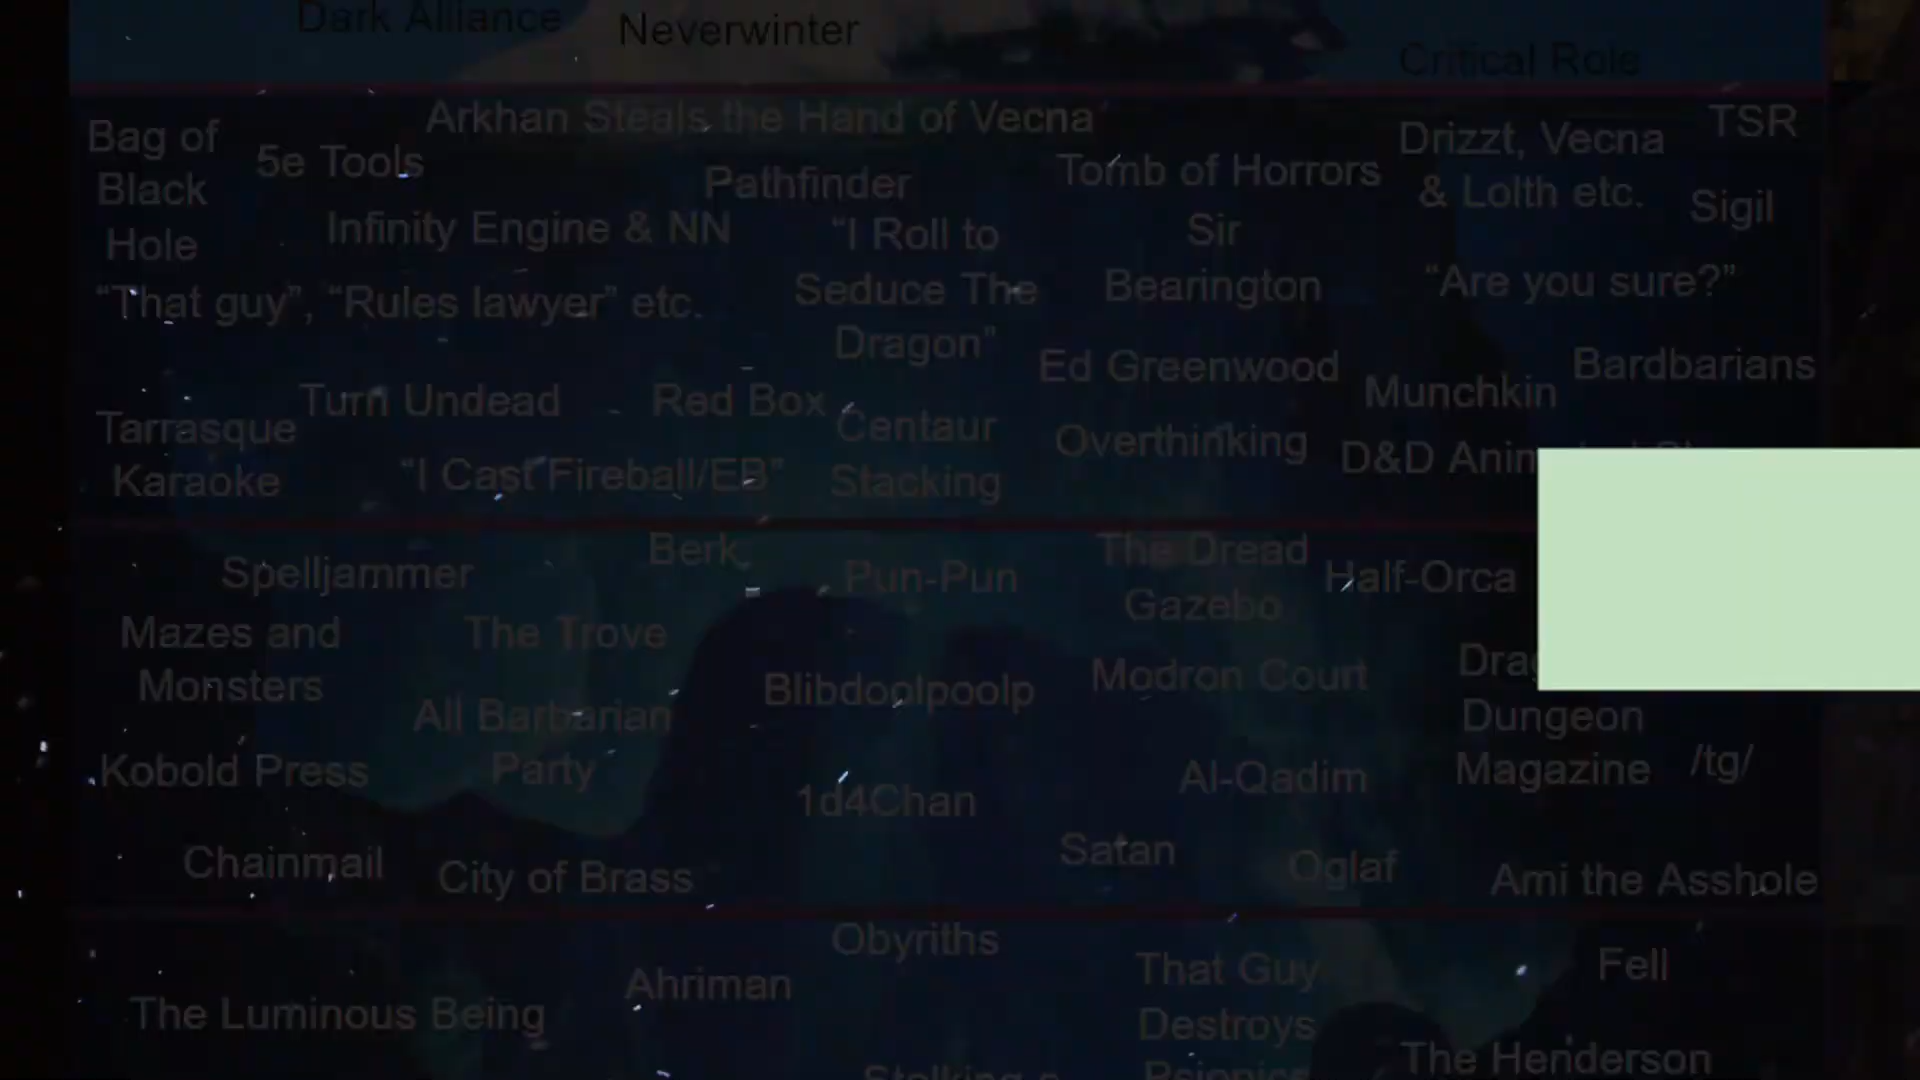 Dark Alliance
Neverwinter
Critical Role
Arkhan Steals the Hand of Vecna
TSR
Bag of
Black
Hole
5e Tools
Pathfinder
Tomb of Horrors
Drizzt, Vecna
& Lolth etc.
Sigil
Infinity Engine & NN
“I Roll to
Seduce The
Dragon”
Sir
Bearington
“Are you sure?”
“That guy”, “Rules lawyer” etc.
Ed Greenwood
Munchkin
Bardbarians
Turn Undead
Red Box
Tarrasque
Karaoke
Centaur
Stacking
Overthinking
D&D
“I Cast Fireball/EB”
Spelljammer
Berk
Pun-Pun
The Dread
Gazebo
Half-Orca
Mazes and
Monsters
The Trove
Blibdoolpoolp
Modron Court
Dungeon
Magazine
/tg/
All Barbarian
Party
Kobold Press
1d4Chan
Al-Qadim
Chainmail
City of Brass
Satan
Oglaf
Ami the Asshole
Obyriths
Ahriman
That Guy
Destroys
Psionics
Fell
The Luminous Being
The Henderson